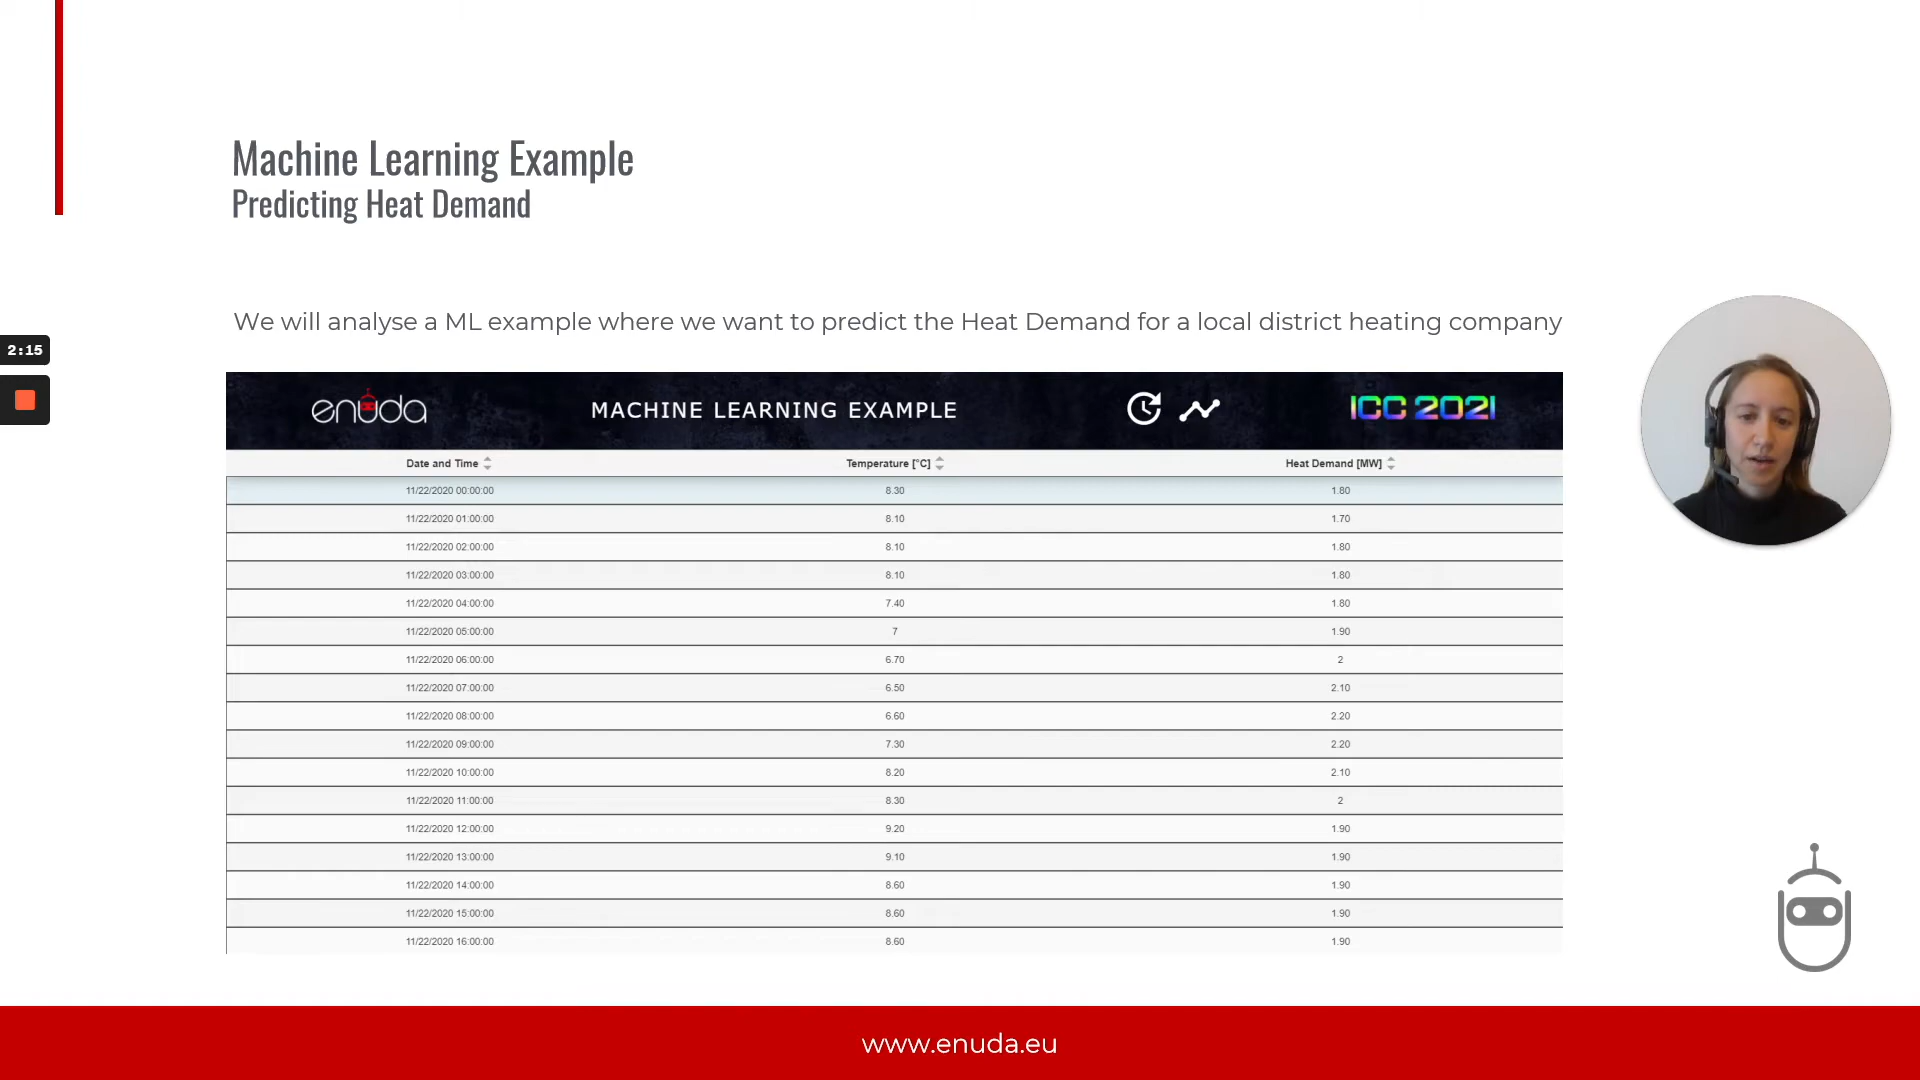 Machine Learning Example
Predicting Heat Demand
We will analyse a ML example where we want to predict the Heat Demand for a local district heating company
2:15
enuda MACHINE LEARNING EXAMPLE ICC 2021
Date and Time Temperature [°C] Heat Demand [MW]
11/22/2020 00:00:00 8.30 1.80
11/22/2020 01:00:00 8.10 1.70
11/22/2020 02:00:00 8.10 1.80
11/22/2020 03:00:00 8.10 1.80
11/22/2020 04:00:00 7.40 1.80
11/22/2020 05:00:00 7 1.90
11/22/2020 06:00:00 6.70 2
11/22/2020 07:00:00 6.50 2.10
11/22/2020 08:00:00 6.60 2.20
11/22/2020 09:00:00 7.30 2.20
11/22/2020 10:00:00 8.20 2.10
11/22/2020 11:00:00 8.30 2
11/22/2020 12:00:00 9.20 1.90
11/22/2020 13:00:00 9.10 1.90
11/22/2020 14:00:00 8.60 1.90
11/22/2020 15:00:00 8.60 1.90
11/22/2020 16:00:00 8.60 1.90
www.enuda.eu